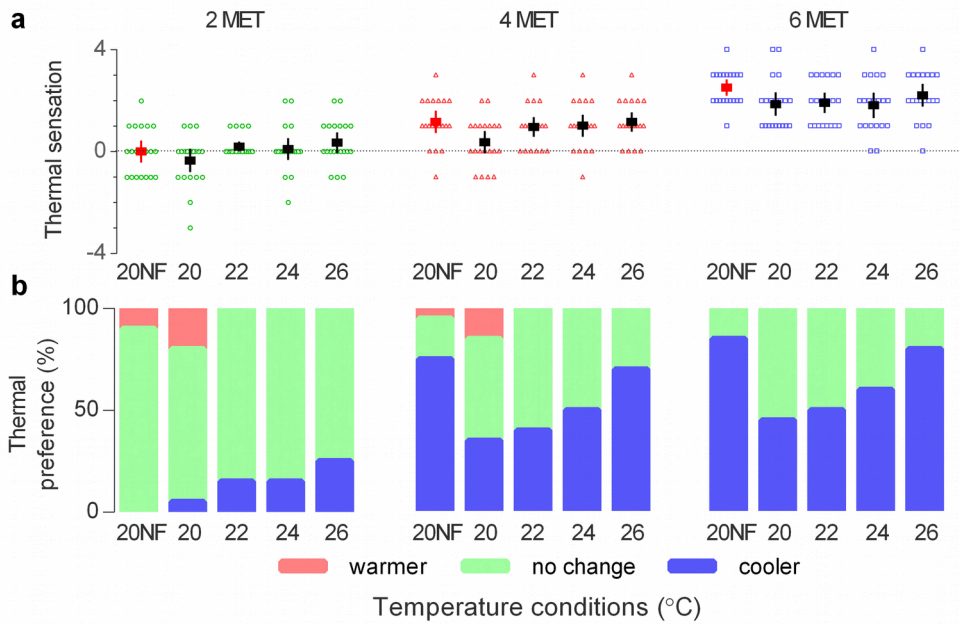 a
2 MET
4 MET
6 MET
Thermal sensation
4
0
-4
20NF 20 22 24 26
20NF 20 22 24 26
20NF 20 22 24 26
b
Thermal
preference (%)
100
50
0
20NF 20 22 24 26
20NF 20 22 24 26
20NF 20 22 24 26
warmer
no change
cooler
Temperature conditions (°C)